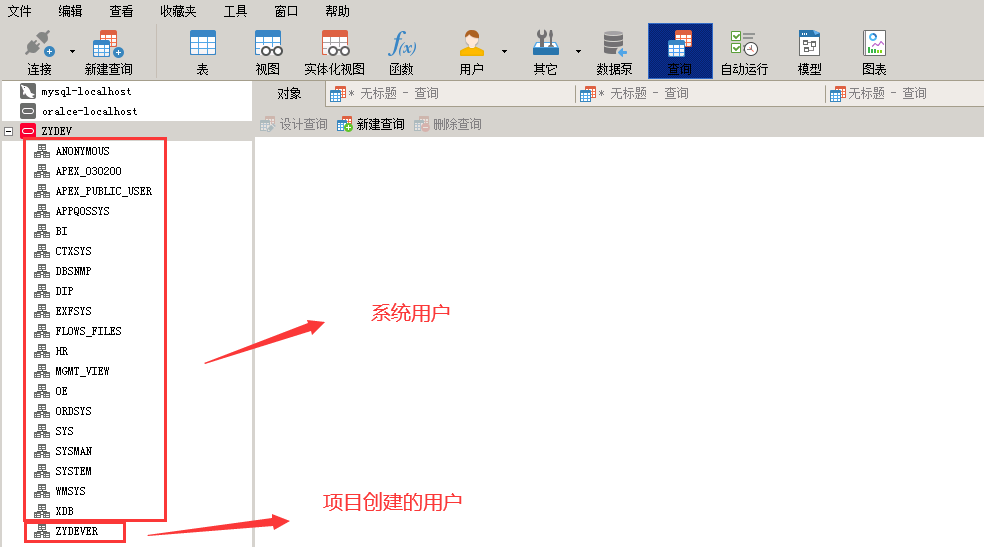 文件 编辑 查看 收藏夹 工具 窗口 帮助
连接 新建查询 表 视图 实体化视图 函数 用户 其它 数据泵 查询 自动运行 模型 图表
f(x)
mysql-localhost
oralce-localhost
ZYDEV
ANONYMOUS
APEX_030200
APEX_PUBLIC_USER
APPQOSSYS
BI
CTXSYS
DBSNMP
DIP
EXFSYS
FLOWS_FILES
HR
MGMT_VIEW
OE
ORDSYS
SYS
SYSMAN
SYSTEM
WMSYS
XDB
ZYDEVER
对象 * 无标题 - 查询 * 无标题 - 查询 无标题 - 查询
设计查询 新建查询 删除查询
系统用户
项目创建的用户